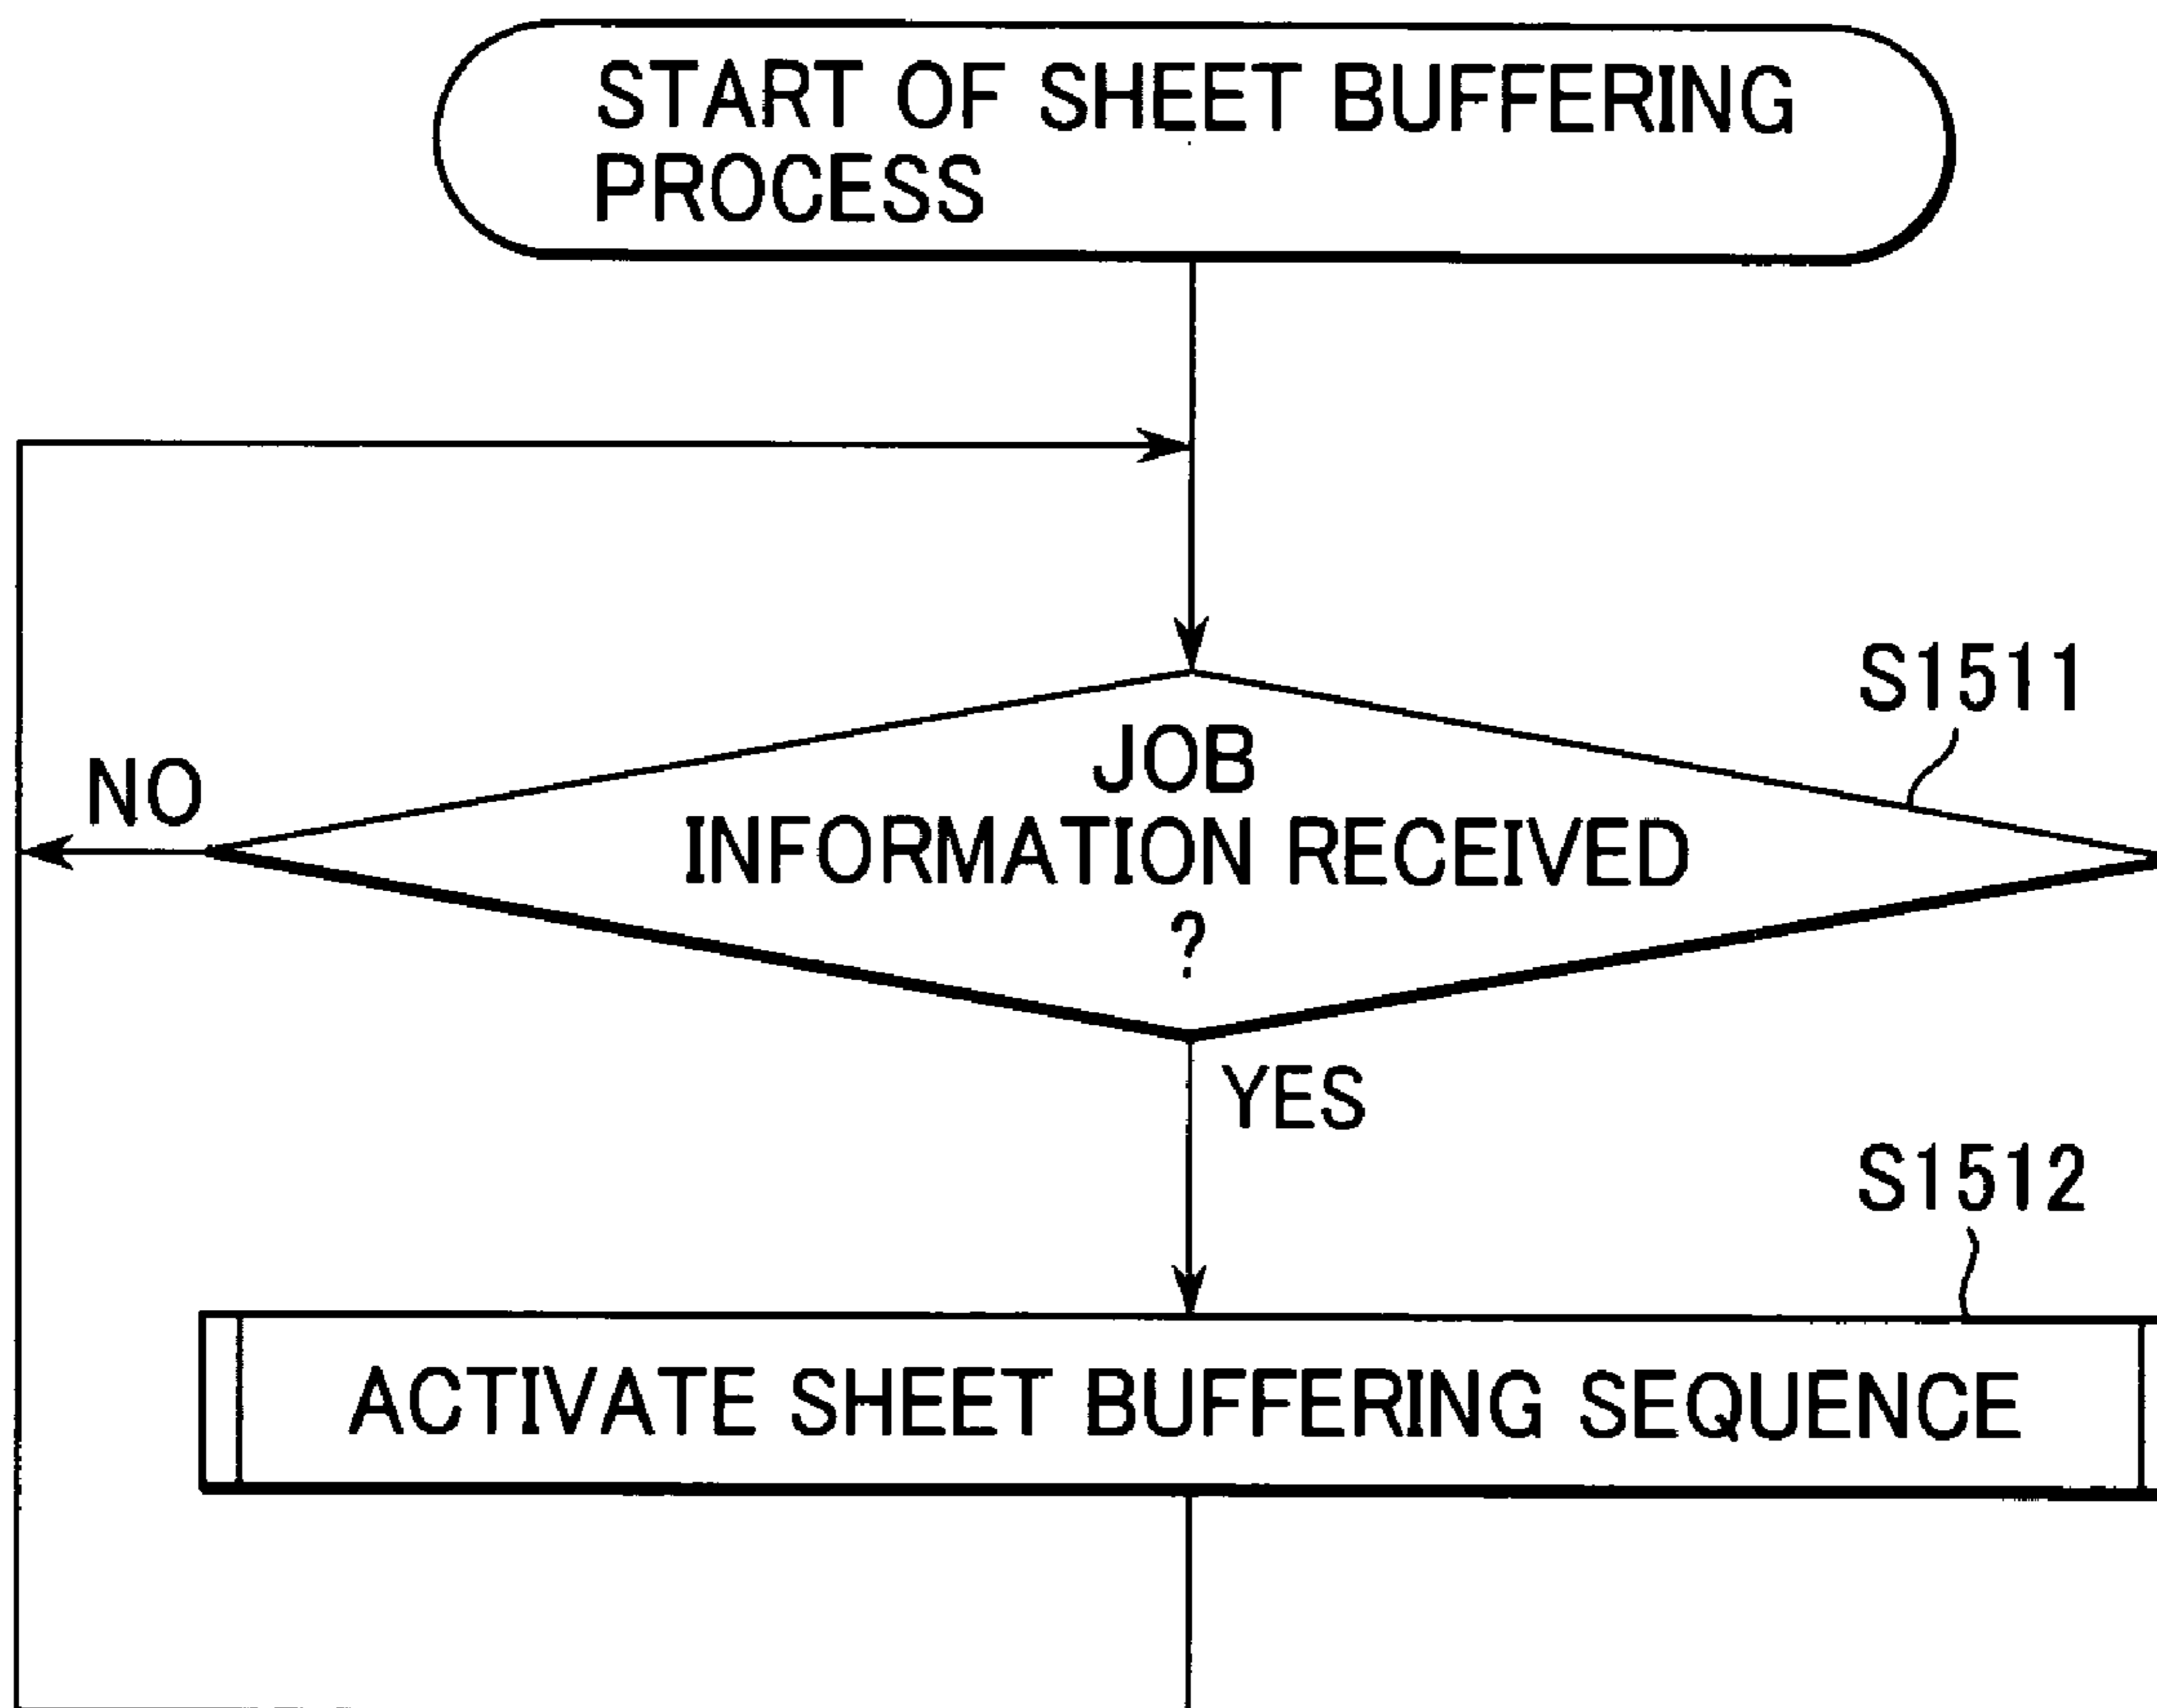 START OF SHEET BUFFERING
PROCESS
S1511
JOB
INFORMATION RECEIVED
?
NO
YES
S1512
ACTIVATE SHEET BUFFERING SEQUENCE